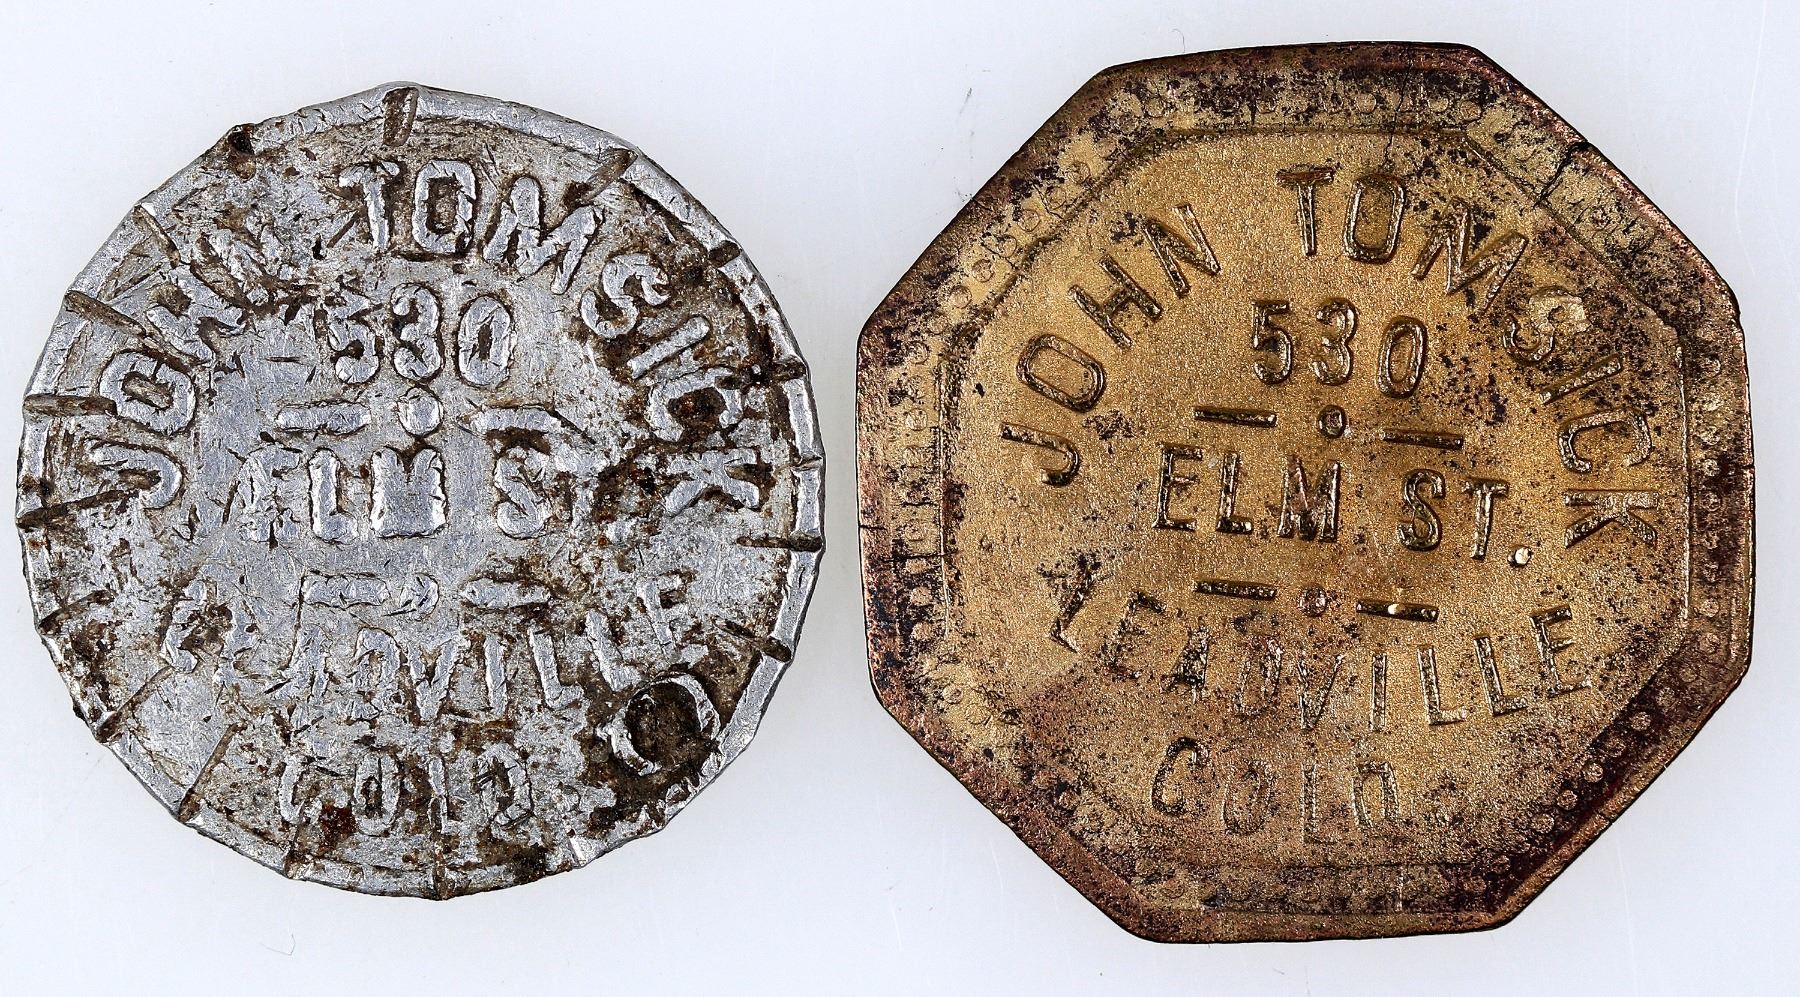 JOHN TOMSICK
530
ELM ST
LEADVILLE
COLO.
JOHN TOMSICK
530
ELM ST.
LEADVILLE
COLO.